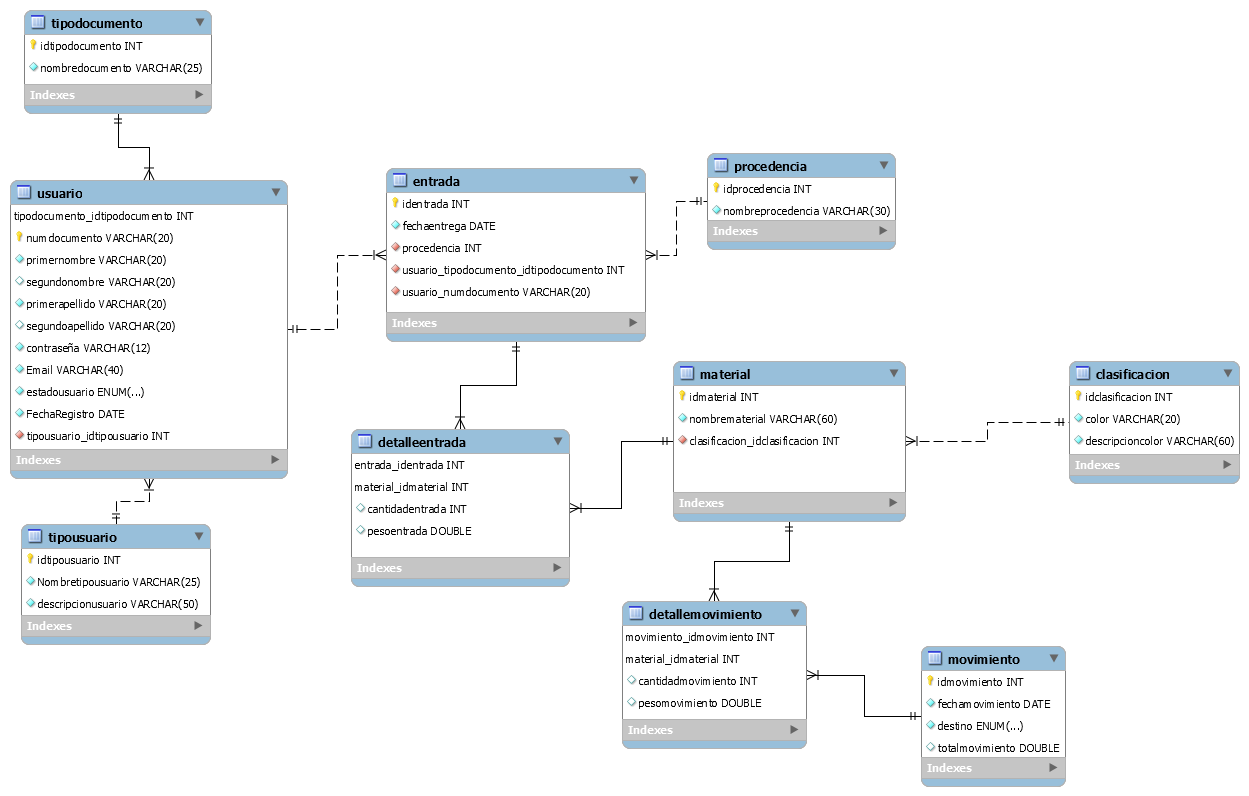 tipodocumento
idtipodocumento INT
nombredocumento VARCHAR(25)
Indexes
usuario
tipodocumento_idtipodocumento INT
numdocumento VARCHAR(20)
primernombre VARCHAR(20)
segundonombre VARCHAR(20)
primerapellido VARCHAR(20)
segundoapellido VARCHAR(20)
contraseña VARCHAR(12)
Email VARCHAR(40)
estadousuario ENUM(...)
FechaRegistro DATE
tipousuario_idtipousuario INT
Indexes
tipousuario
idtipousuario INT
Nombretipousuario VARCHAR(25)
descripcionusuario VARCHAR(50)
Indexes
entrada
identrada INT
fechaentrega DATE
procedencia INT
usuario_tipodocumento_idtipodocumento INT
usuario_numdocumento VARCHAR(20)
Indexes
procedencia
idprocedencia INT
nombreprocedencia VARCHAR(30)
Indexes
detalleentrada
entrada_identrada INT
material_idmaterial INT
cantidadentrada INT
pesoentrada DOUBLE
Indexes
material
idmaterial INT
nombrematerial VARCHAR(60)
clasificacion_idclasificacion INT
Indexes
clasificacion
idclasificacion INT
color VARCHAR(20)
descripcioncolor VARCHAR(60)
Indexes
detallemovimiento
movimiento_idmovimiento INT
material_idmaterial INT
cantidadmovimiento INT
pesomovimiento DOUBLE
Indexes
movimiento
idmovimiento INT
fechamovimiento DATE
destino ENUM(...)
totalmovimiento DOUBLE
Indexes